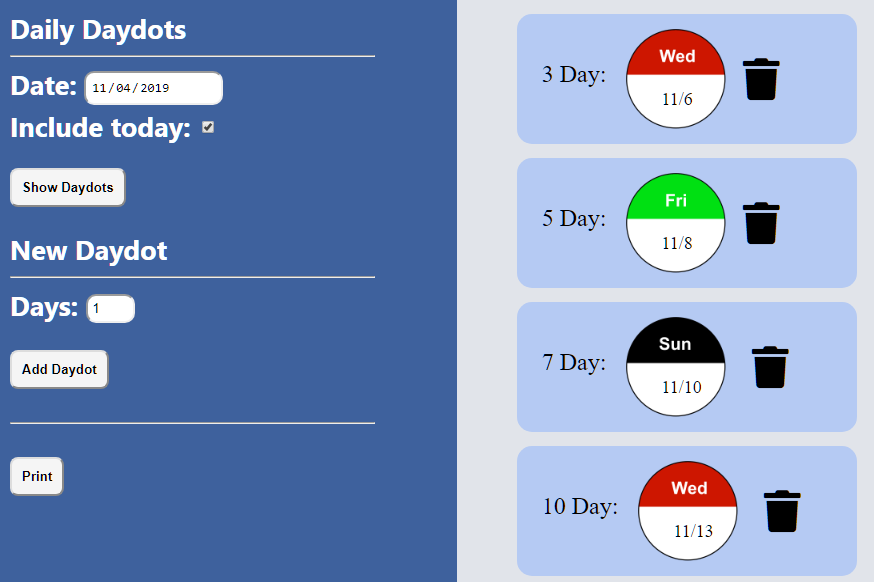 Daily Daydots
Date: 11/04/2019
Include today:
Show Daydots
New Daydot
Days: 1
Add Daydot
Print
3 Day:
Wed
11/6
5 Day:
Fri
11/8
7 Day:
Sun
11/10
10 Day:
Wed
11/13